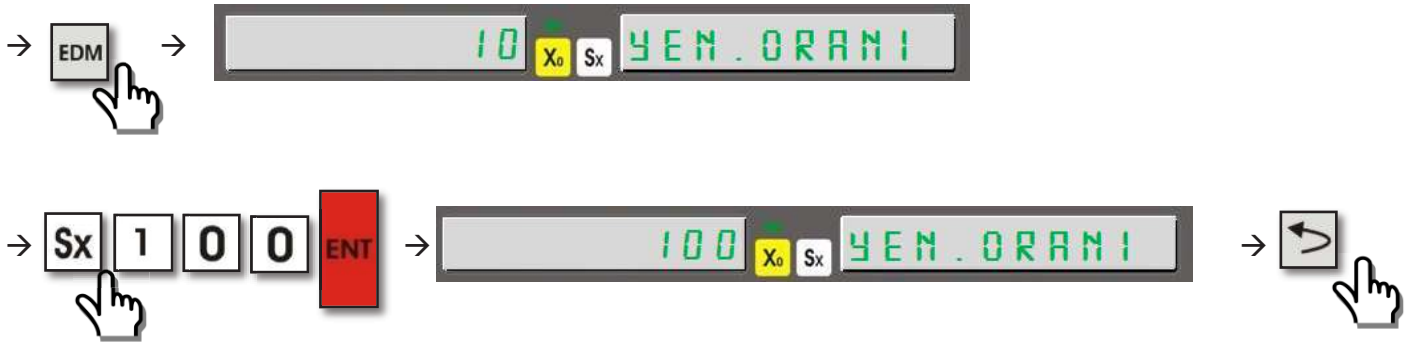 → EDM → 10 X₀ Sx YEN.ORANI
→ Sx 1 0 0 ENT → 100 X₀ Sx YEN.ORANI →